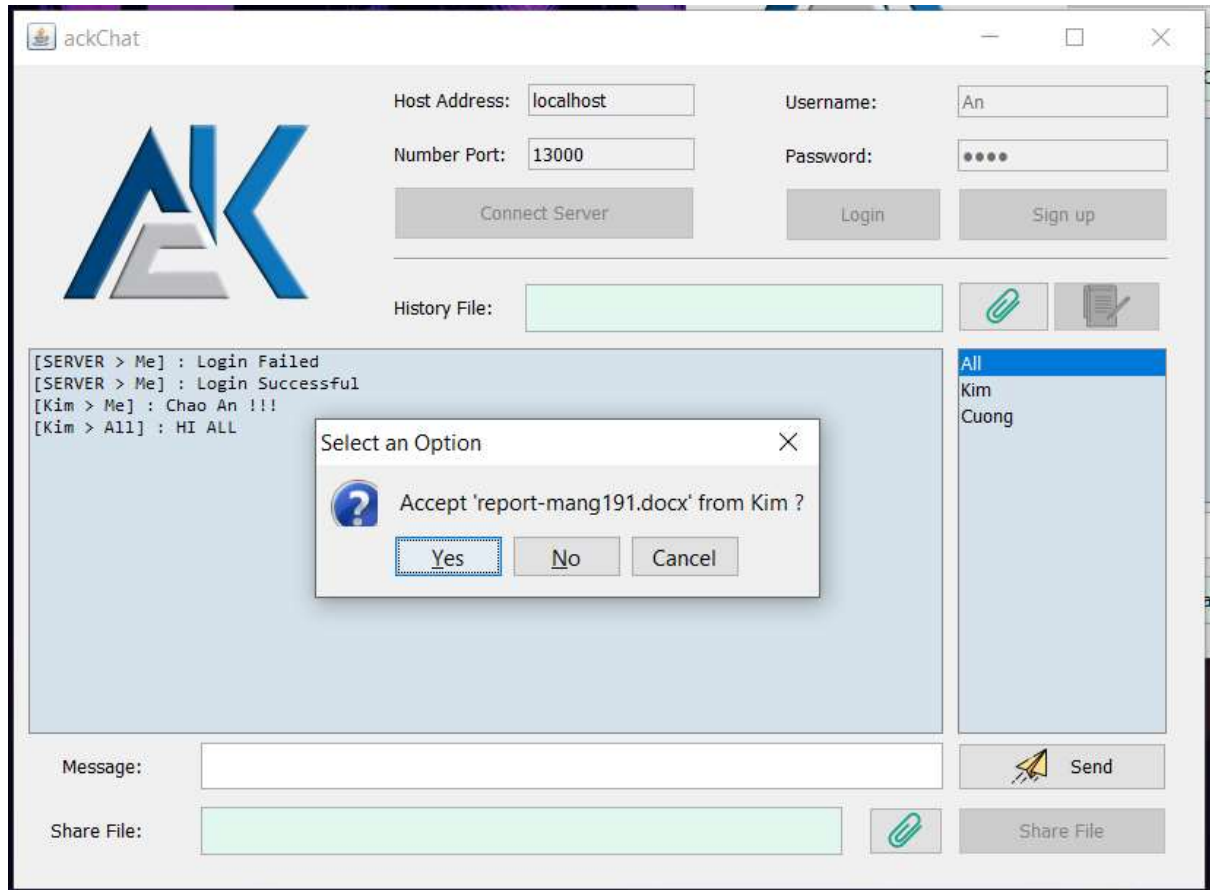 ackChat
Host Address: localhost Username: An
Number Port: 13000 Password: ••••
Connect Server Login Sign up
History File:
[SERVER > Me] : Login Failed
[SERVER > Me] : Login Successful
[Kim > Me] : Chao An !!!
[Kim > All] : HI ALL
All
Kim
Cuong
Select an Option
Accept 'report-mang191.docx' from Kim ?
Yes No Cancel
Message: Send
Share File: Share File